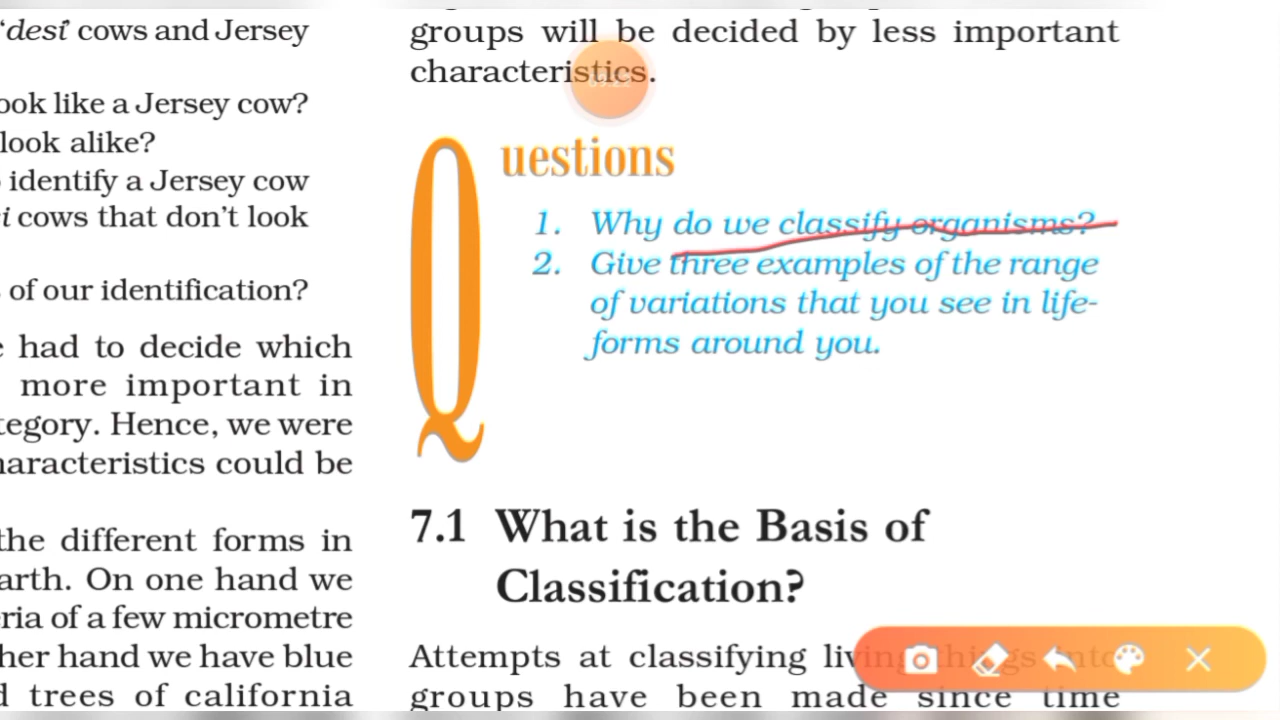 ‘desi’ cows and Jersey
ook like a Jersey cow?
look alike?
identify a Jersey cow
i cows that don’t look
of our identification?
had to decide which
more important in
tegory. Hence, we were
haracteristics could be
the different forms in
arth. On one hand we
eria of a few micrometre
her hand we have blue
d trees of california
groups will be decided by less important
characteristics.
Questions
1. Why do we classify organisms?
2. Give three examples of the range
of variations that you see in life-
forms around you.
7.1 What is the Basis of
Classification?
Attempts at classifying living things into
groups have been made since time